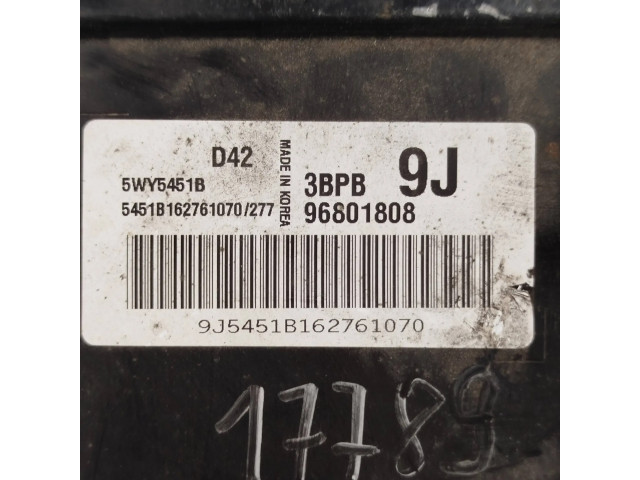 D42
5WY5451B
5451B162761070/277
MADE IN KOREA
3BPB 9J
96801808
9J5451B162761070
17789